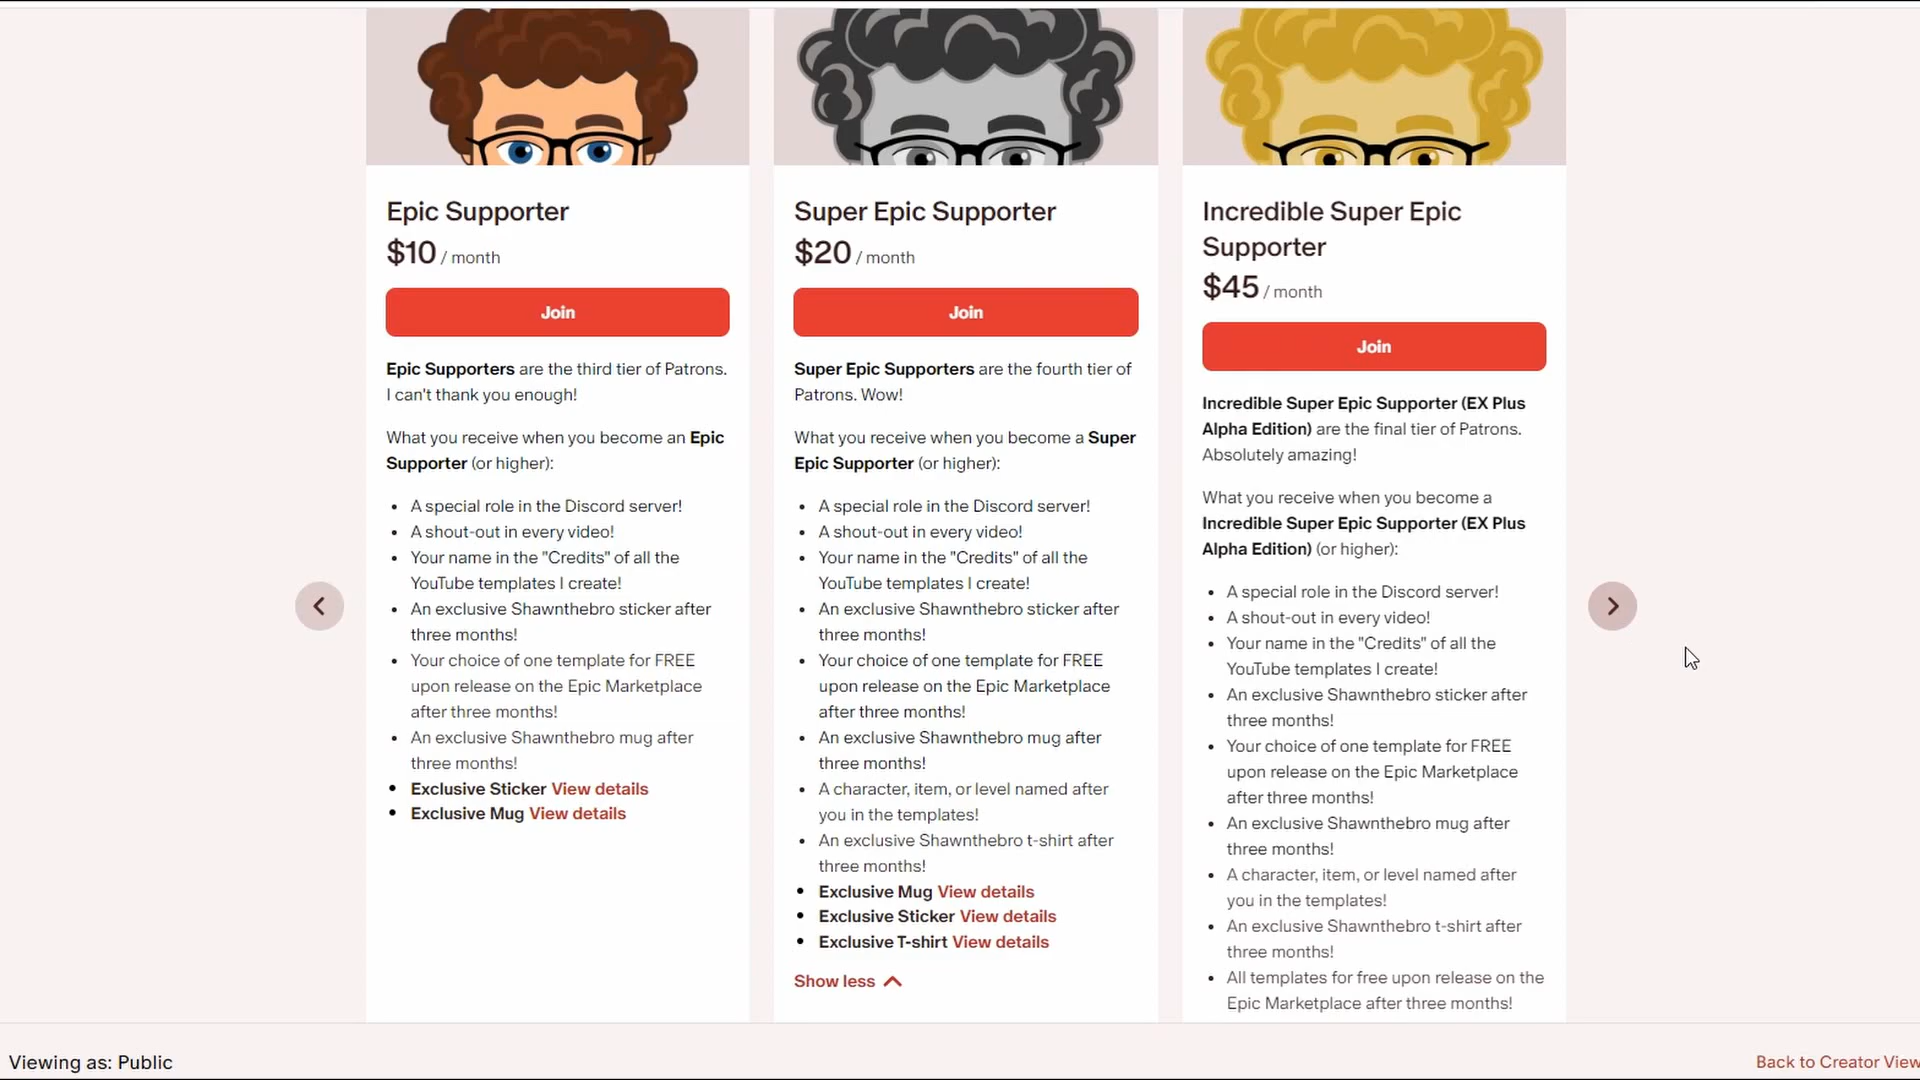 Epic Supporter
$10 / month
Join
Epic Supporters are the third tier of Patrons.
I can't thank you enough!
What you receive when you become an Epic
Supporter (or higher):
• A special role in the Discord server!
• A shout-out in every video!
• Your name in the "Credits" of all the
YouTube templates I create!
• An exclusive Shawnthebro sticker after
three months!
• Your choice of one template for FREE
upon release on the Epic Marketplace
after three months!
• An exclusive Shawnthebro mug after
three months!
• Exclusive Sticker View details
• Exclusive Mug View details
Super Epic Supporter
$20 / month
Join
Super Epic Supporters are the fourth tier of
Patrons. Wow!
What you receive when you become a Super
Epic Supporter (or higher):
• A special role in the Discord server!
• A shout-out in every video!
• Your name in the "Credits" of all the
YouTube templates I create!
• An exclusive Shawnthebro sticker after
three months!
• Your choice of one template for FREE
upon release on the Epic Marketplace
after three months!
• An exclusive Shawnthebro mug after
three months!
• A character, item, or level named after
you in the templates!
• An exclusive Shawnthebro t-shirt after
three months!
• Exclusive Mug View details
• Exclusive Sticker View details
• Exclusive T-shirt View details
Show less
Incredible Super Epic
Supporter
$45 / month
Join
Incredible Super Epic Supporter (EX Plus
Alpha Edition) are the final tier of Patrons.
Absolutely amazing!
What you receive when you become a
Incredible Super Epic Supporter (EX Plus
Alpha Edition) (or higher):
• A special role in the Discord server!
• A shout-out in every video!
• Your name in the "Credits" of all the
YouTube templates I create!
• An exclusive Shawnthebro sticker after
three months!
• Your choice of one template for FREE
upon release on the Epic Marketplace
after three months!
• An exclusive Shawnthebro mug after
three months!
• A character, item, or level named after
you in the templates!
• An exclusive Shawnthebro t-shirt after
three months!
• All templates for free upon release on the
Epic Marketplace after three months!
Viewing as: Public
Back to Creator View